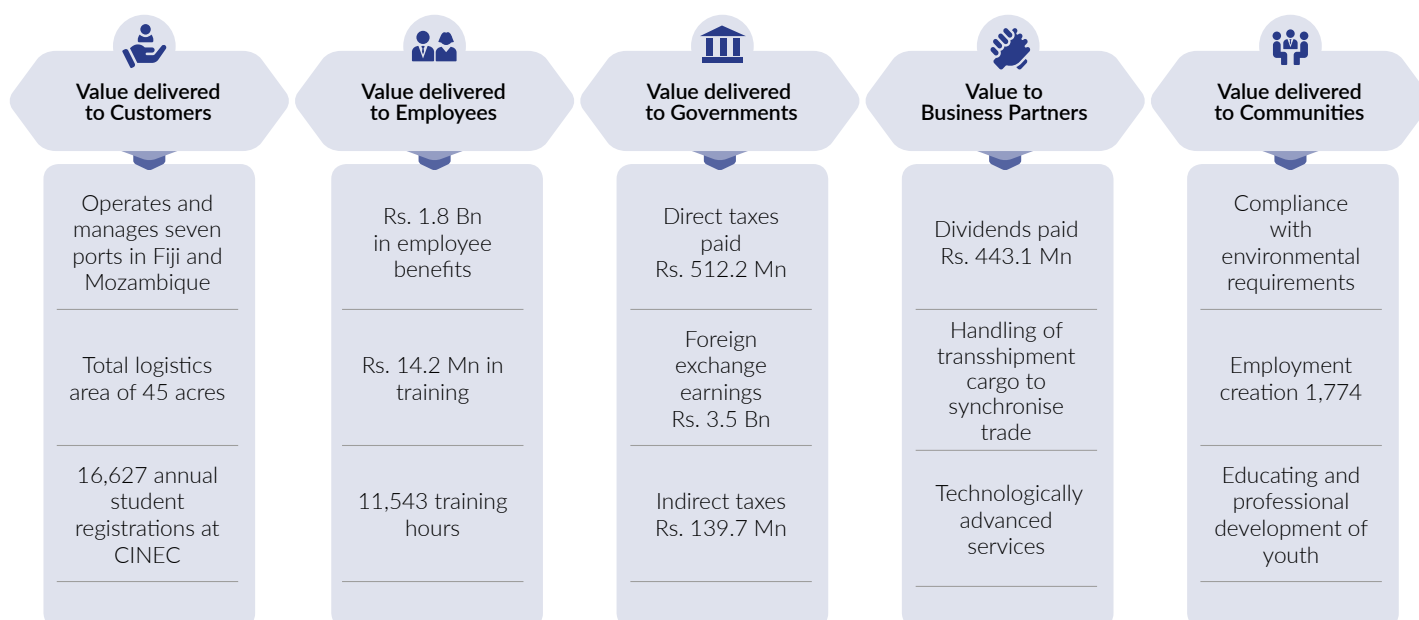 Value delivered
to Customers
Operates and
manages seven
ports in Fiji and
Mozambique
Total logistics
area of 45 acres
16,627 annual
student
registrations at
CINEC
Value delivered
to Employees
Rs. 1.8 Bn
in employee
benefits
Rs. 14.2 Mn in
training
11,543 training
hours
Value delivered
to Governments
Direct taxes
paid
Rs. 512.2 Mn
Foreign
exchange
earnings
Rs. 3.5 Bn
Indirect taxes
Rs. 139.7 Mn
Value to
Business Partners
Dividends paid
Rs. 443.1 Mn
Handling of
transshipment
cargo to
synchronise
trade
Technologically
advanced
services
Value delivered
to Communities
Compliance
with
environmental
requirements
Employment
creation 1,774
Educating and
professional
development of
youth